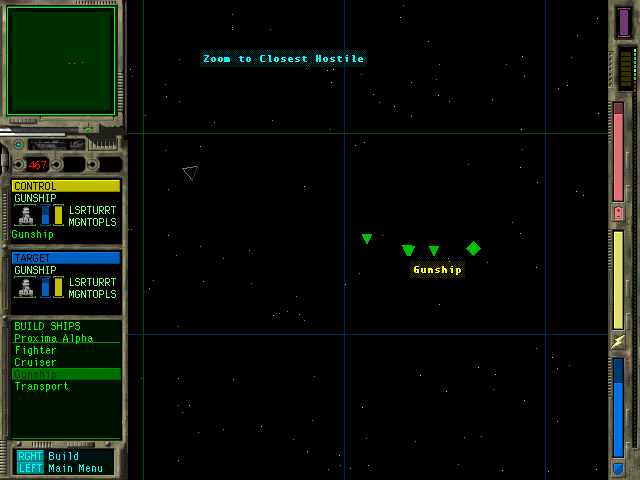 Zoom to Closest Hostile
467
CONTROL
GUNSHIP
LSRTURRT
MGNTOPLS
Gunship
TARGET
GUNSHIP
LSRTURRT
MGNTOPLS
Gunship
BUILD SHIPS
Proxima Alpha
Fighter
Cruiser
Gunship
Transport
RGHT Build
LEFT Main Menu